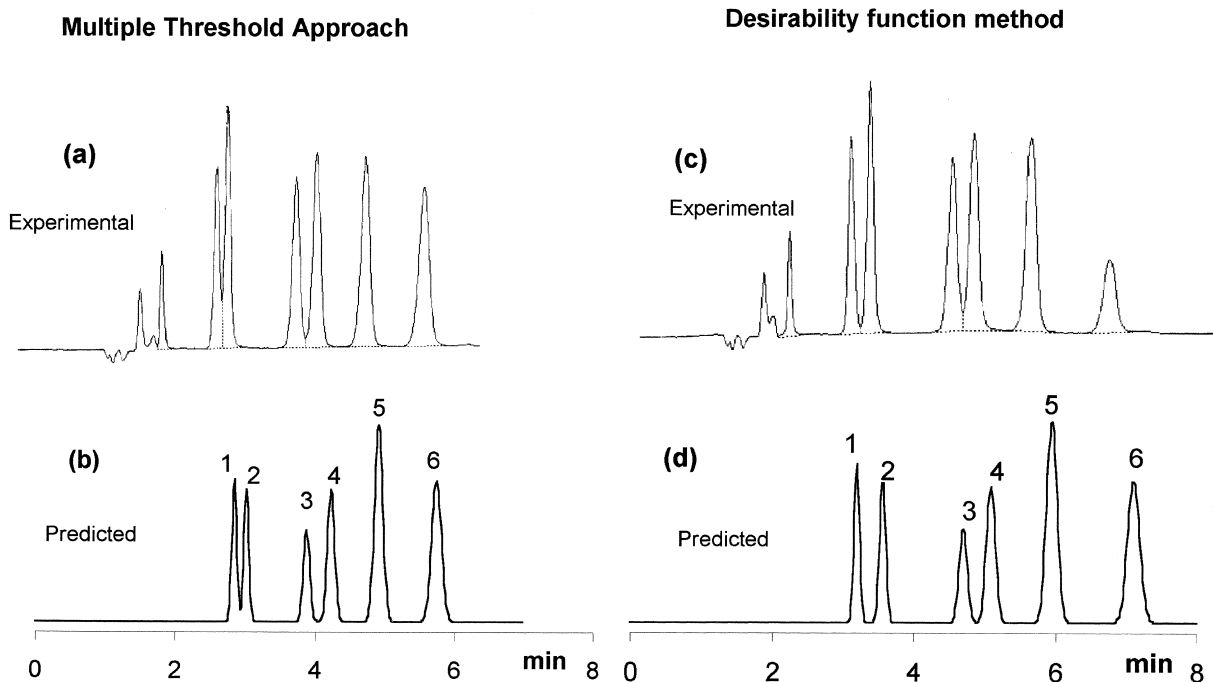 Multiple Threshold Approach
Desirability function method
(a)
Experimental
(c)
Experimental
(b)
Predicted
1
2
3
4
5
6
0
2
4
6
min
8
(d)
Predicted
1
2
3
4
5
6
0
2
4
6
min
8